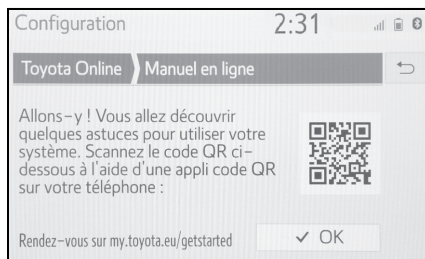 Configuration 2:31
Toyota Online Manuel en ligne
Allons-y ! Vous allez découvrir
quelques astuces pour utiliser votre
système. Scannez le code QR ci-
dessous à l'aide d'une appli code QR
sur votre téléphone :
Rendez-vous sur my.toyota.eu/getstarted ✓ OK